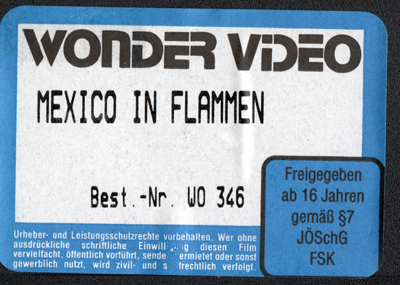 WONDER VIDEO
MEXICO IN FLAMMEN
Best.-Nr. WO 346
Freigegeben
ab 16 Jahren
gemäß §7
JÖSchG
FSK
Urheber- und Leistungsschutzrechte vorbehalten. Wer ohne
ausdrückliche schriftliche diesen Film
vervielfacht, öffentlich vorführt, oder sonst
gewerblich nutzt, wird zivil- und verfolgt.